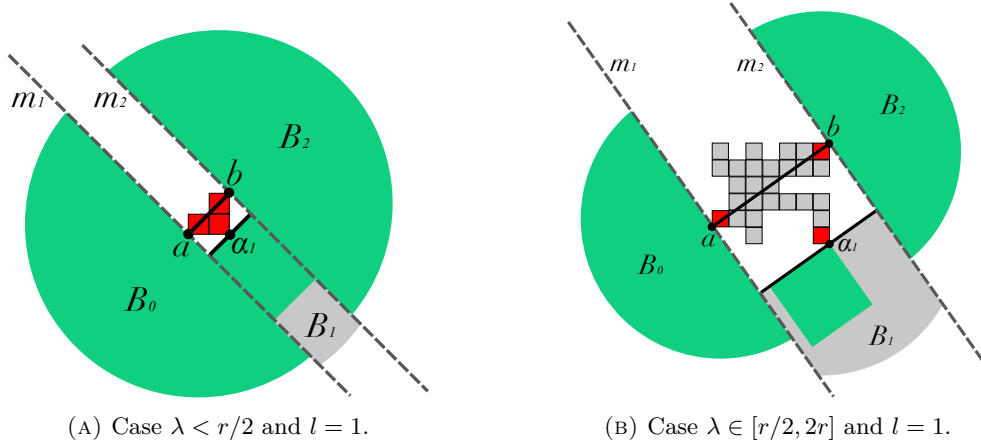 m₁
m₂
B₂
b
a
α₁
B₀
B₁
(A) Case λ < r/2 and l = 1.
m₁
m₂
B₂
b
a
α₁
B₀
B₁
(B) Case λ ∈ [r/2, 2r] and l = 1.